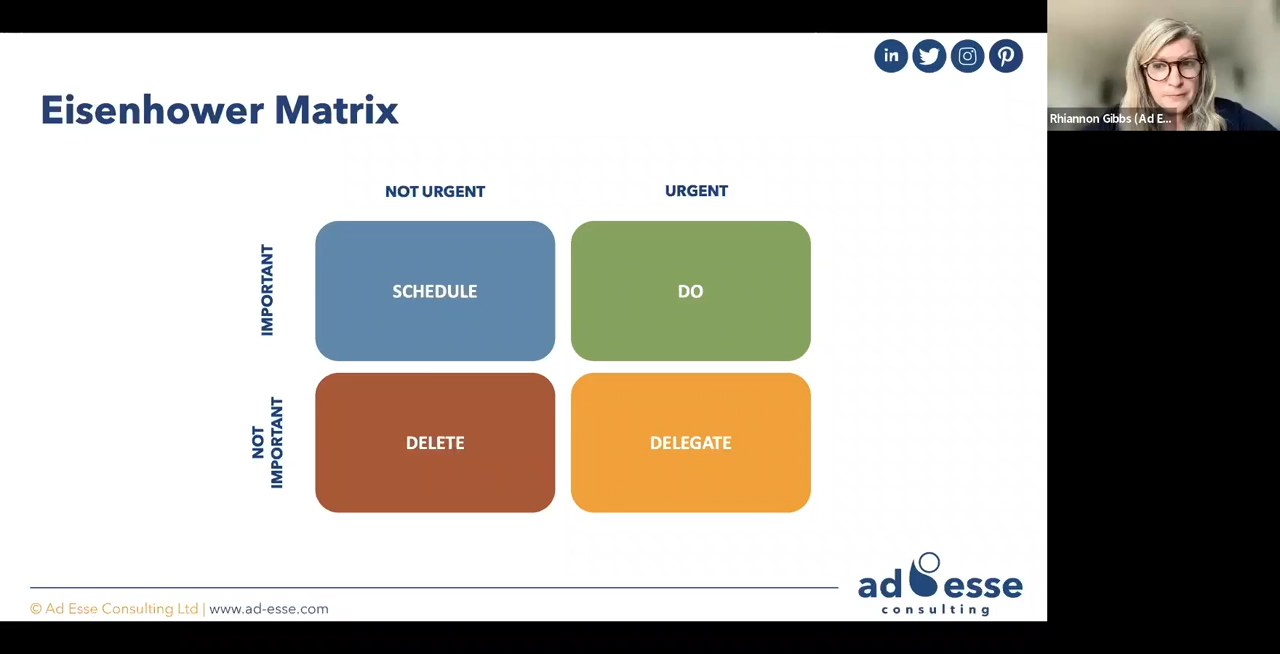 in
Eisenhower Matrix
Rhiannon Gibbs (Ad E...
NOT URGENT
URGENT
IMPORTANT
SCHEDULE
DO
NOT
IMPORTANT
DELETE
DELEGATE
ad esse
consulting
© Ad Esse Consulting Ltd | www.ad-esse.com